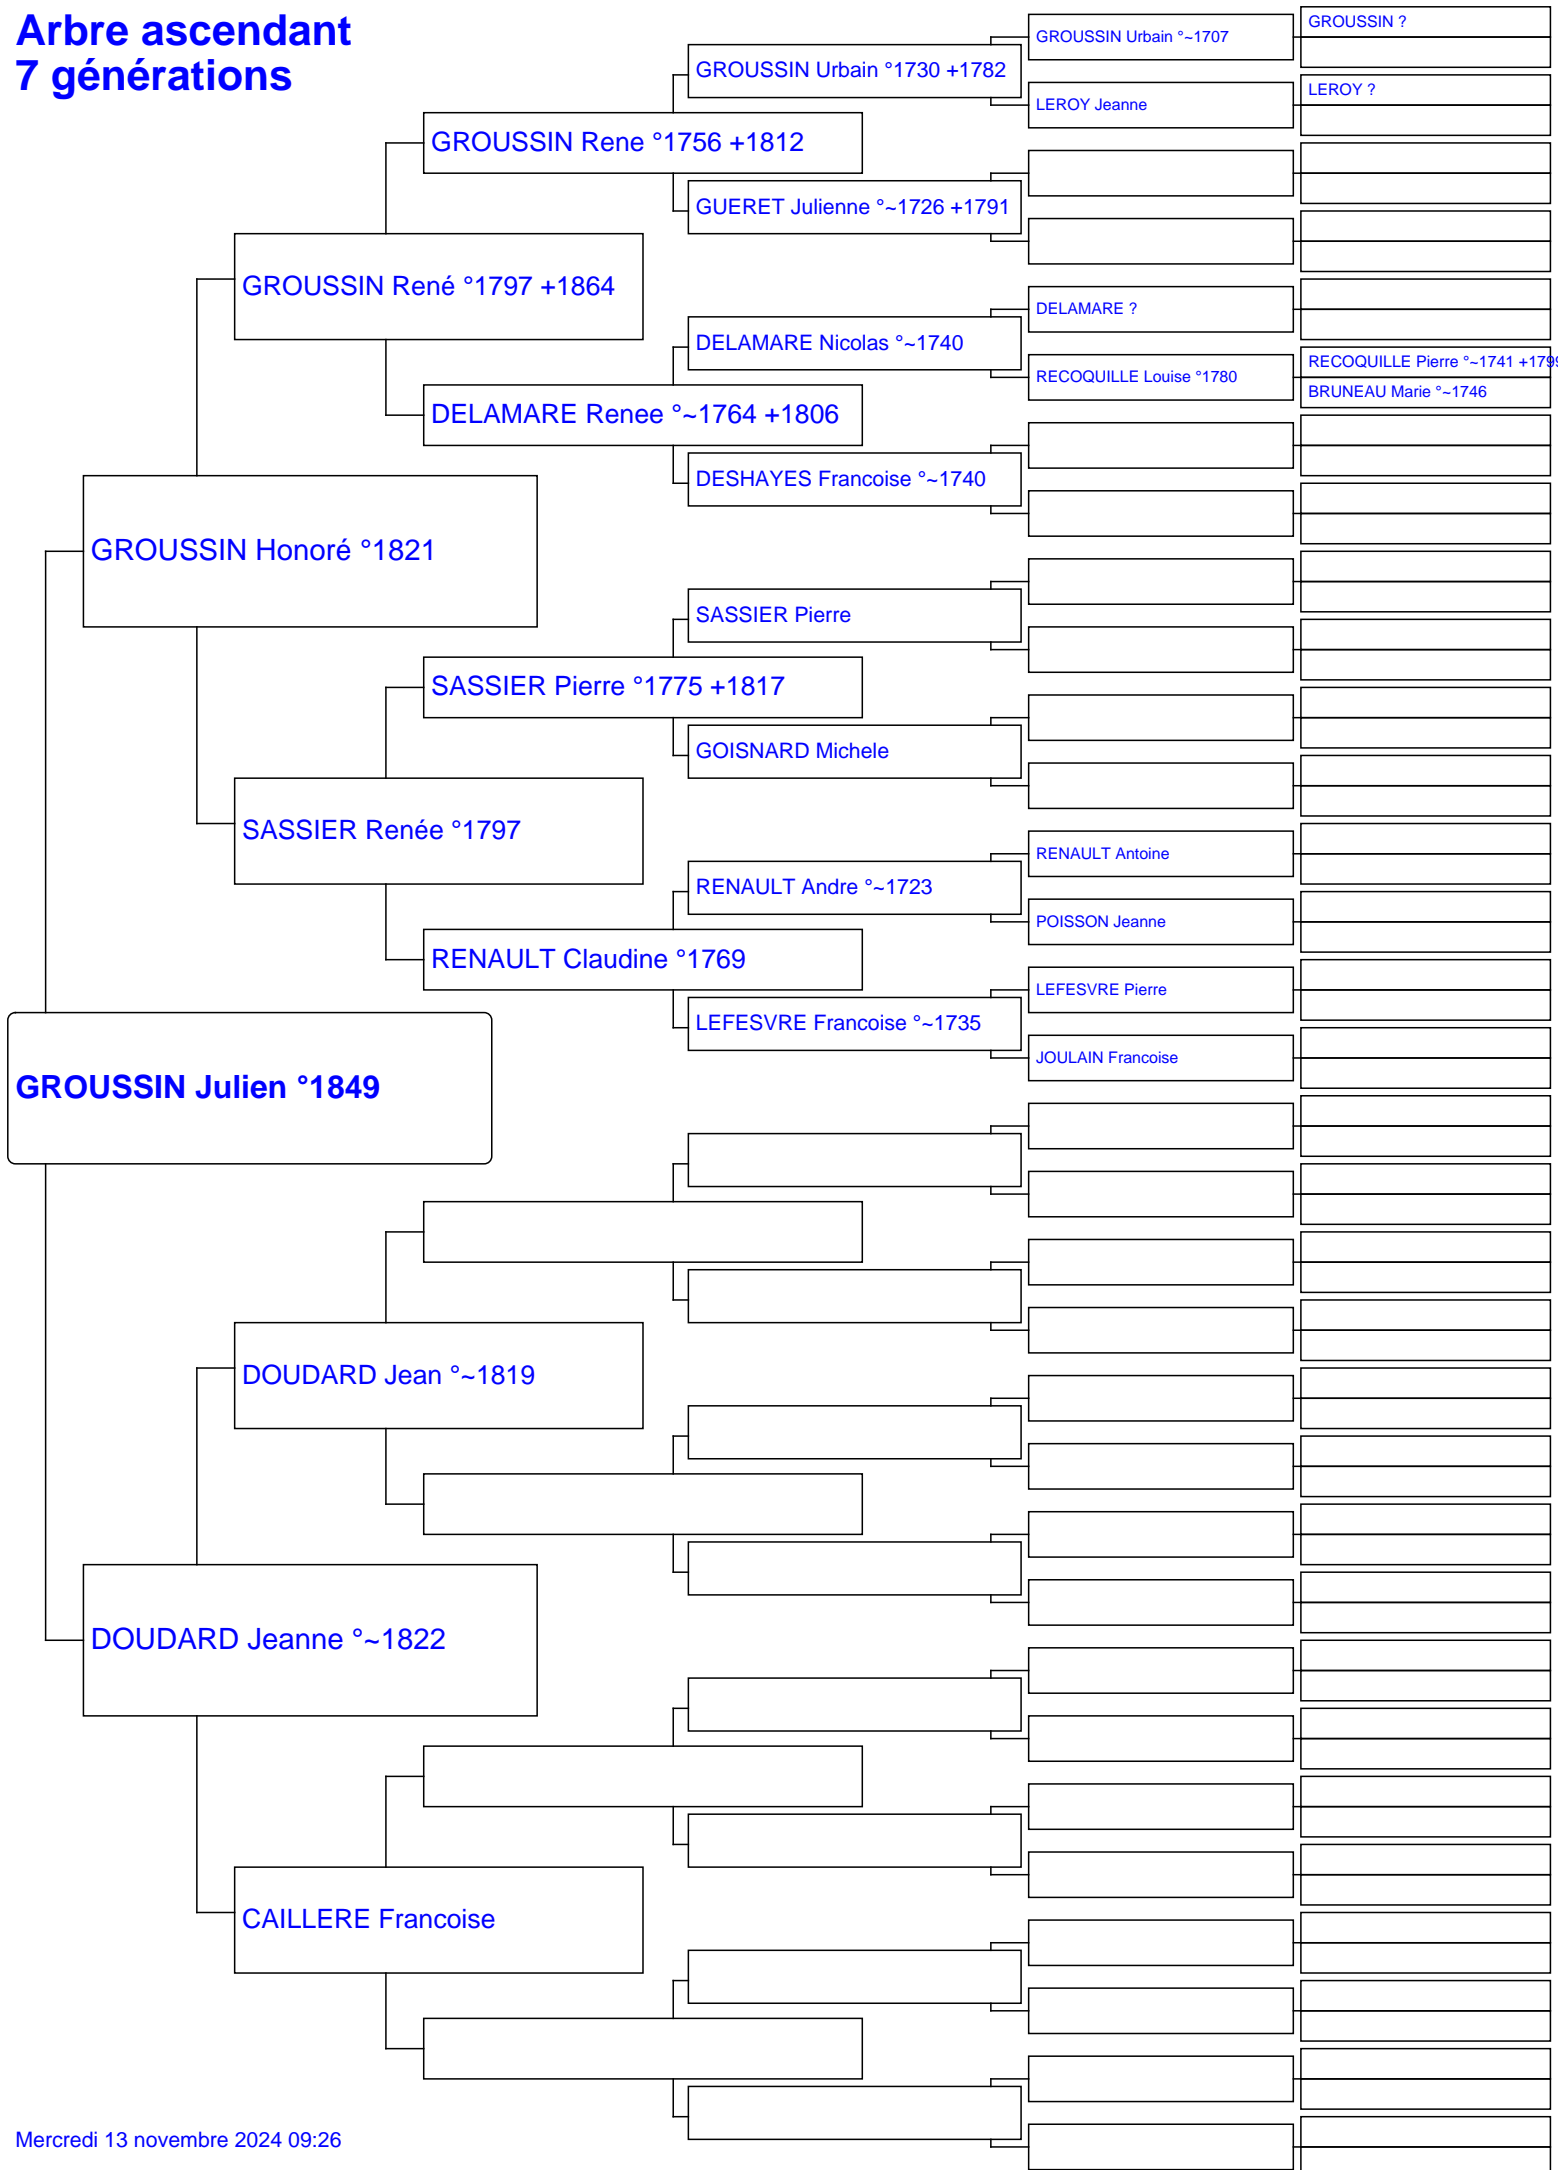 Arbre ascendant
7 générations
GROUSSIN Julien °1849
GROUSSIN Honoré °1821
DOUDARD Jeanne °~1822
GROUSSIN René °1797 +1864
SASSIER Renée °1797
DOUDARD Jean °~1819
CAILLERE Francoise
GROUSSIN Rene °1756 +1812
DELAMARE Renee °~1764 +1806
SASSIER Pierre °1775 +1817
RENAULT Claudine °1769
GROUSSIN Urbain °1730 +1782
GUERET Julienne °~1726 +1791
DELAMARE Nicolas °~1740
DESHAYES Francoise °~1740
SASSIER Pierre
GOISNARD Michele
RENAULT Andre °~1723
LEFESVRE Francoise °~1735
GROUSSIN Urbain °~1707
LEROY Jeanne
DELAMARE ?
RECOQUILLE Louise °1780
RENAULT Antoine
POISSON Jeanne
LEFESVRE Pierre
JOULAIN Francoise
GROUSSIN ?
LEROY ?
RECOQUILLE Pierre °~1741 +1799
BRUNEAU Marie °~1746
Mercredi 13 novembre 2024 09:26